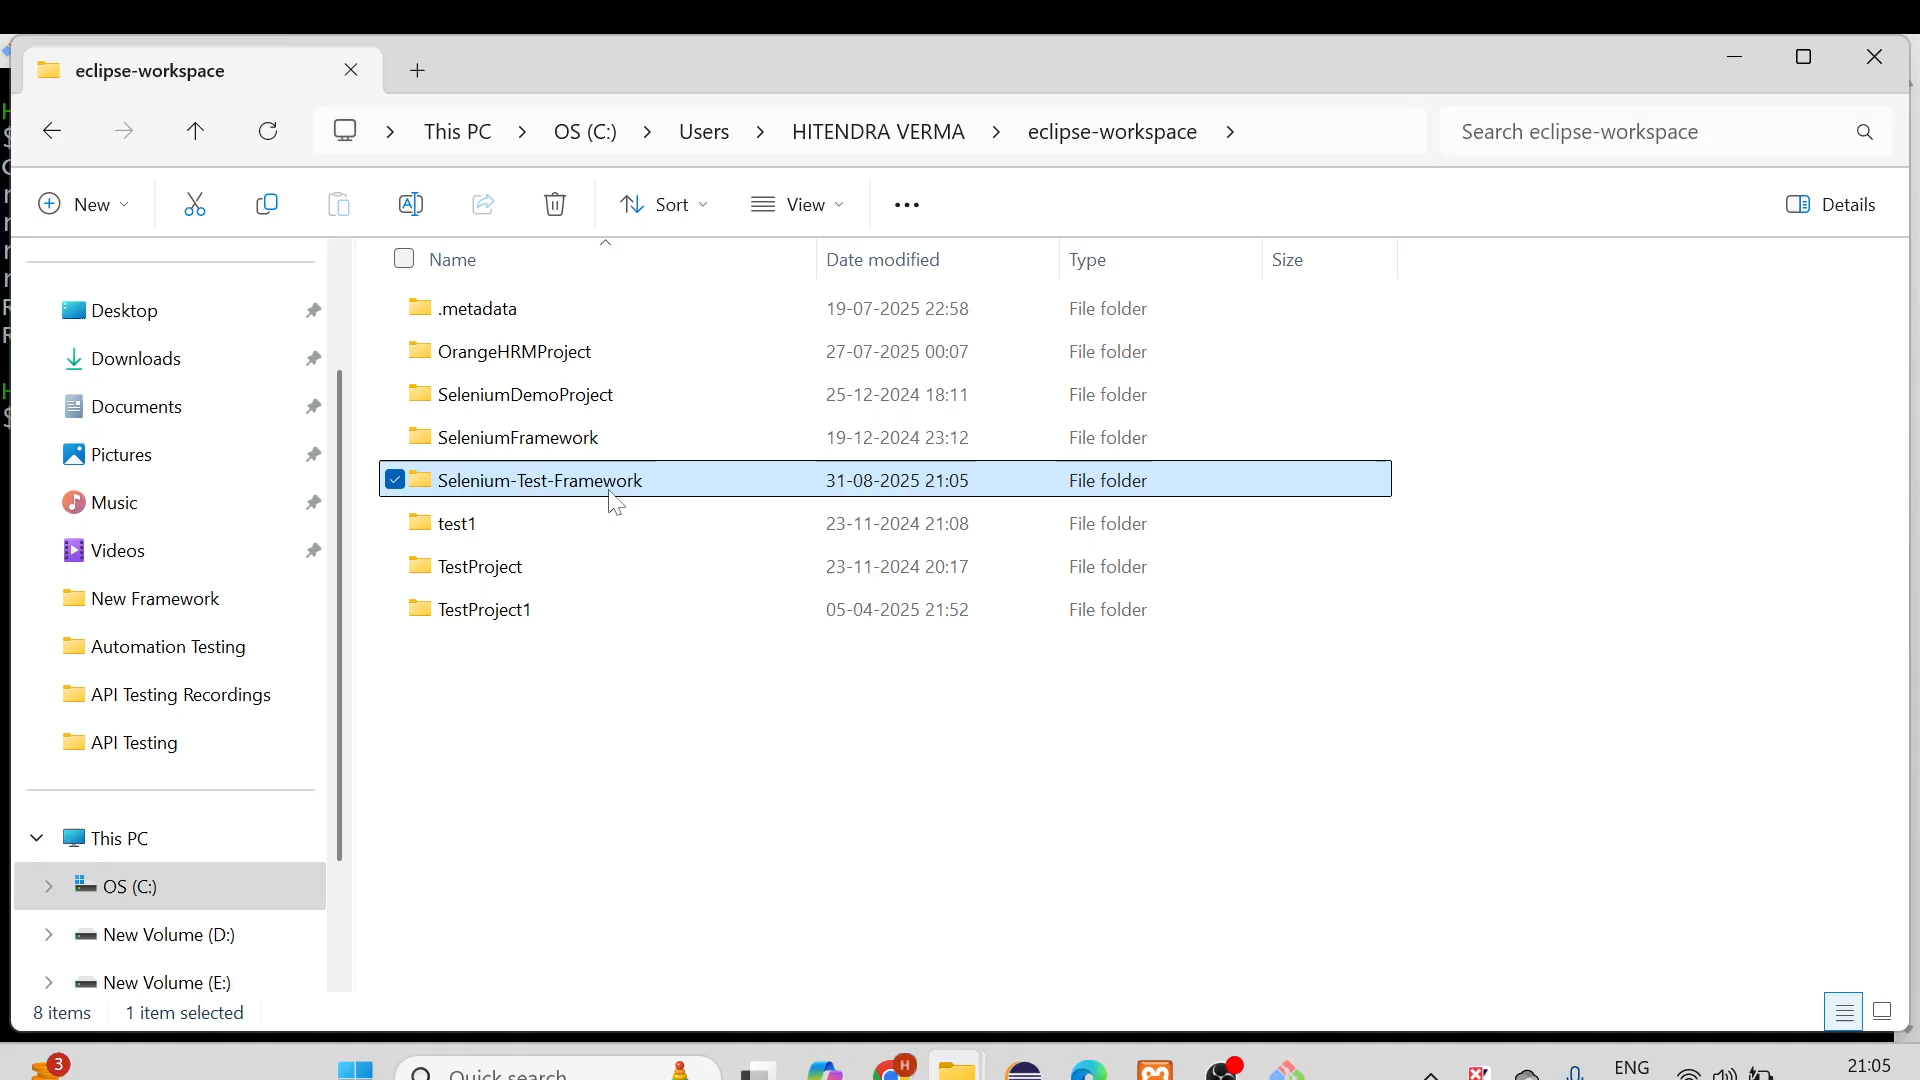 eclipse-workspace
This PC > OS (C:) > Users > HITENDRA VERMA > eclipse-workspace >
Search eclipse-workspace
New
Sort
View
Details
Name Date modified Type Size
Desktop
Downloads
Documents
Pictures
Music
Videos
New Framework
Automation Testing
API Testing Recordings
API Testing
This PC
OS (C:)
New Volume (D:)
New Volume (E:)
.metadata 19-07-2025 22:58 File folder
OrangeHRMProject 27-07-2025 00:07 File folder
SeleniumDemoProject 25-12-2024 18:11 File folder
SeleniumFramework 19-12-2024 23:12 File folder
Selenium-Test-Framework 31-08-2025 21:05 File folder
test1 23-11-2024 21:08 File folder
TestProject 23-11-2024 20:17 File folder
TestProject1 05-04-2025 21:52 File folder
8 items 1 item selected
3
Quick search
H
ENG
21:05